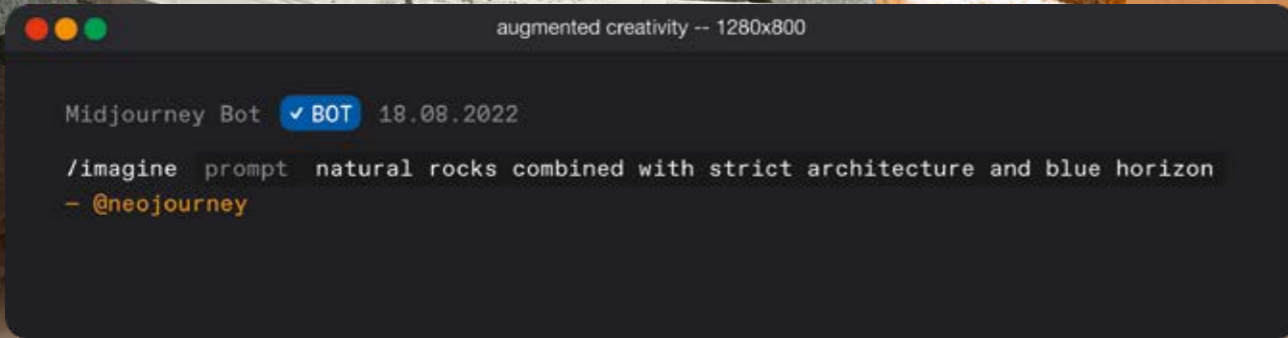 augmented creativity -- 1280x800
Midjourney Bot ✓ BOT 18.08.2022
/imagine prompt natural rocks combined with strict architecture and blue horizon
— @neojourney